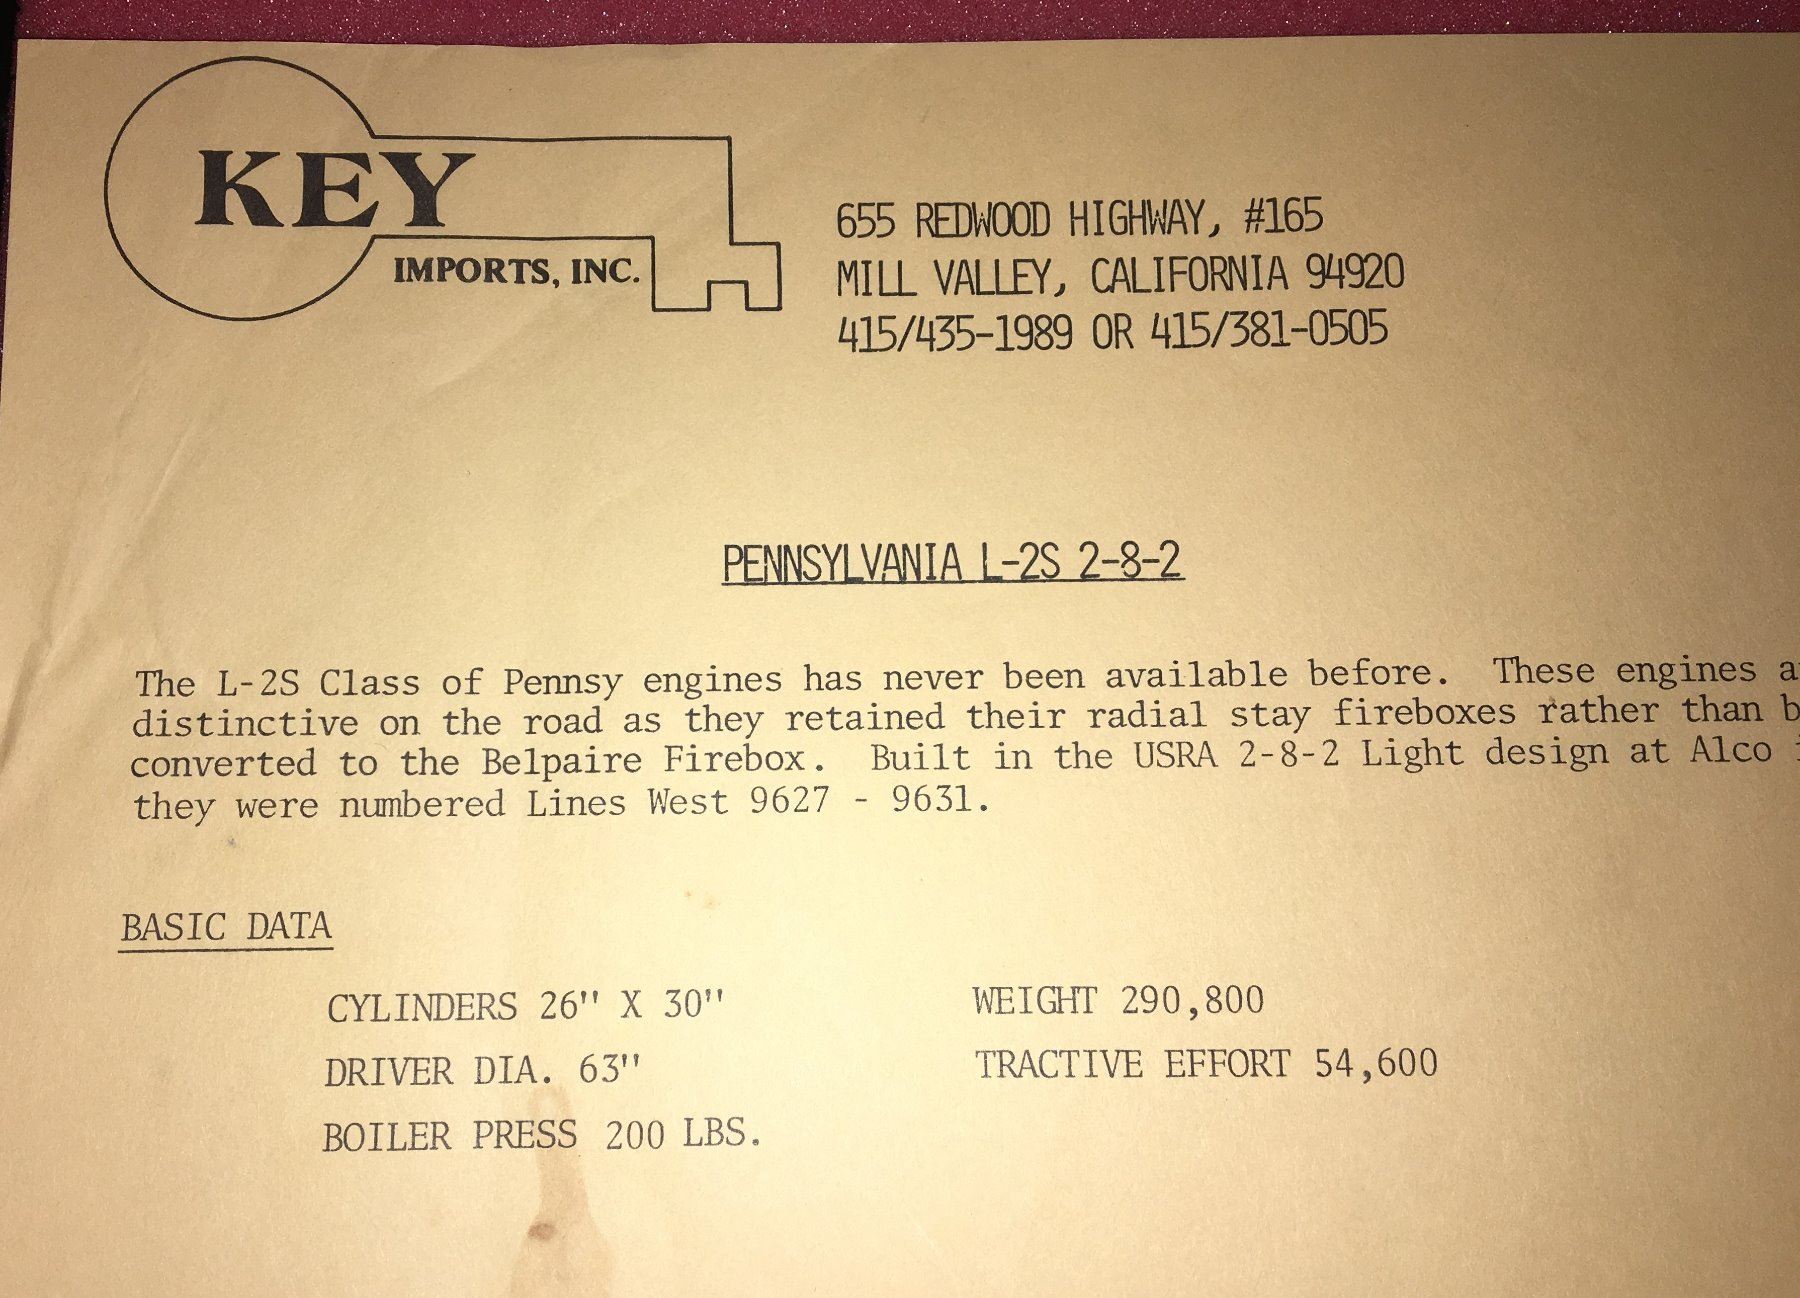 KEY
IMPORTS, INC.
655 REDWOOD HIGHWAY, #165
MILL VALLEY, CALIFORNIA 94920
415/435-1989 OR 415/381-0505
PENNSYLVANIA L-2S 2-8-2
The L-2S Class of Pennsy engines has never been available before. These engines
distinctive on the road as they retained their radial stay fireboxes rather than
converted to the Belpaire Firebox. Built in the USRA 2-8-2 Light design at Alco
they were numbered Lines West 9627 - 9631.
BASIC DATA
CYLINDERS 26" X 30"
WEIGHT 290,800
DRIVER DIA. 63"
TRACTIVE EFFORT 54,600
BOILER PRESS 200 LBS.